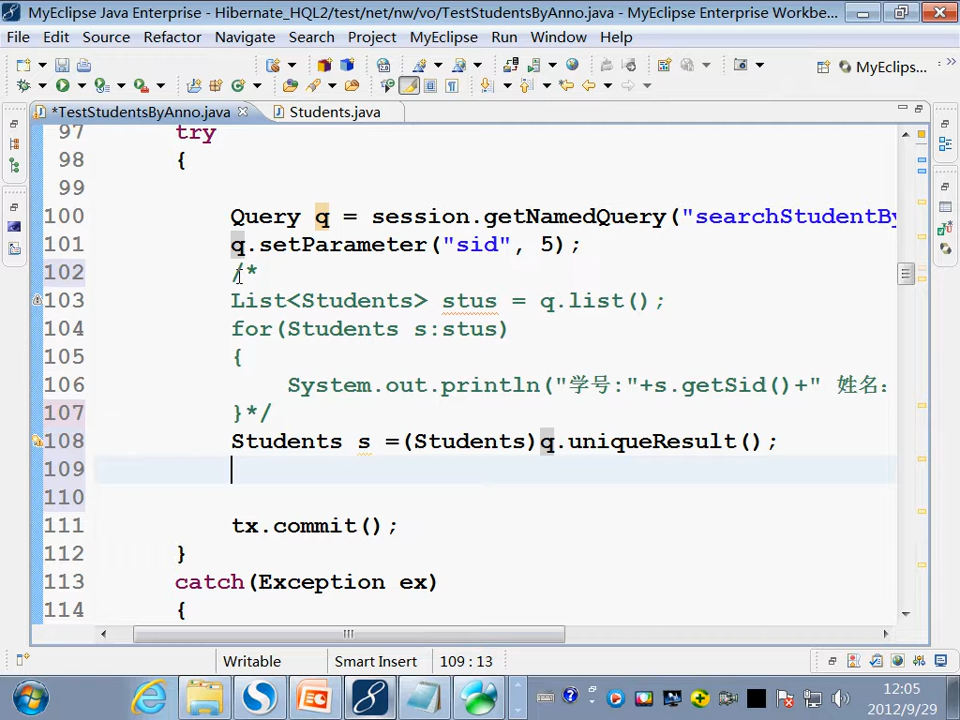 MyEclipse Java Enterprise - Hibernate_HQL2/test/net/nw/vo/TestStudentsByAnno.java - MyEclipse Enterprise Workbe...
File Edit Source Refactor Navigate Search Project MyEclipse Run Window Help
MyEclips...
*TestStudentsByAnno.java Students.java
97 try
98 {
99
100 Query q = session.getNamedQuery("searchStudentBy
101 q.setParameter("sid", 5);
102 /*
103 List<Students> stus = q.list();
104 for(Students s:stus)
105 {
106 System.out.println("学号:"+s.getSid()+" 姓名:
107 }*/
108 Students s =(Students)q.uniqueResult();
109
110
111 tx.commit();
112 }
113 catch(Exception ex)
114 {
Writable Smart Insert 109 : 13
12:05
2012/9/29